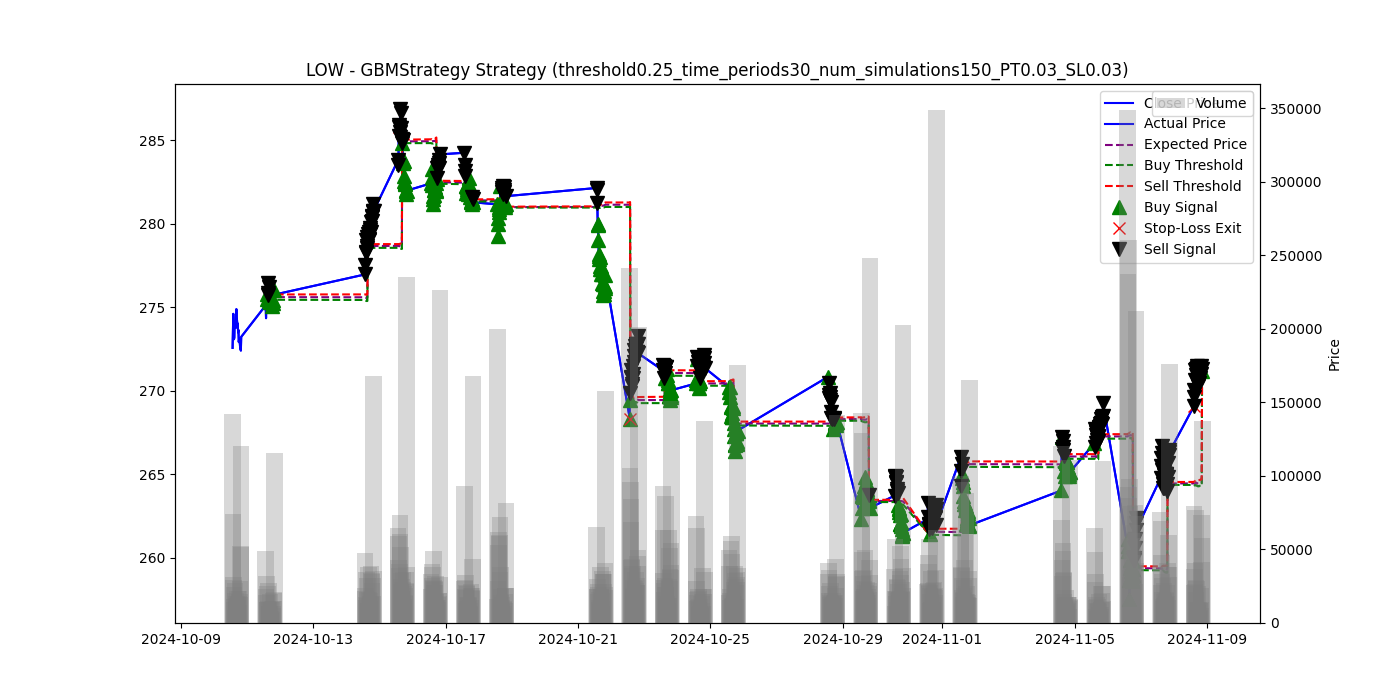 LOW - GBMStrategy Strategy (threshold0.25_time_periods30_num_simulations150_PT0.03_SL0.03)
285
280
275
270
265
260
350000
300000
250000
200000
150000
100000
50000
0
Price
Volume
Actual Price
Expected Price
Buy Threshold
Sell Threshold
Buy Signal
Stop-Loss Exit
Sell Signal
2024-10-09
2024-10-13
2024-10-17
2024-10-21
2024-10-25
2024-10-29
2024-11-01
2024-11-05
2024-11-09